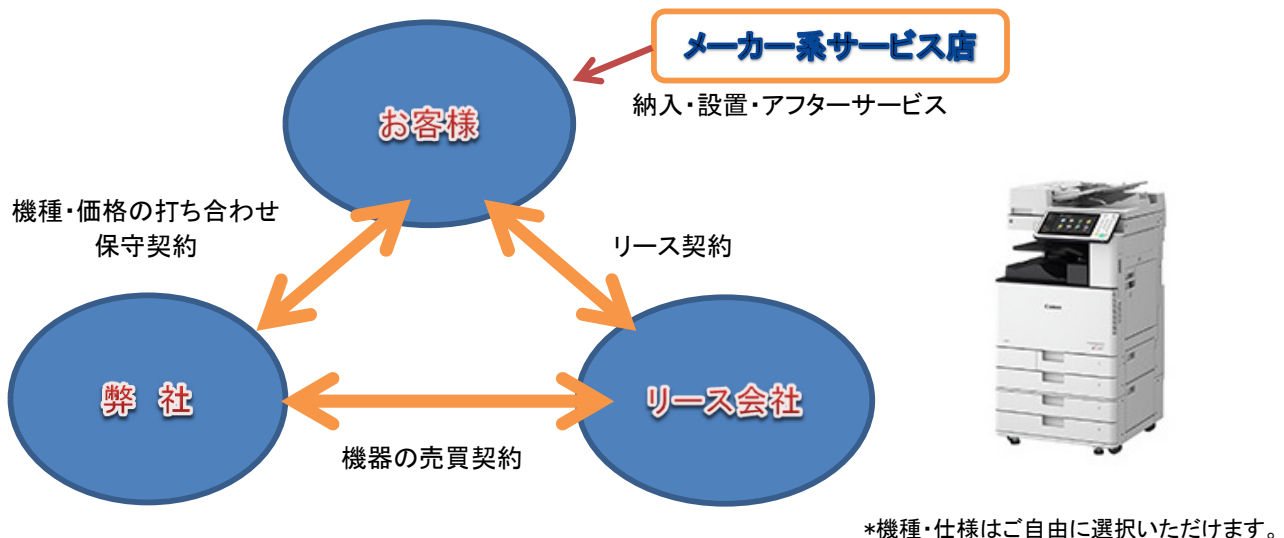 メーカー系サービス店
納入・設置・アフターサービス
お客様
機種・価格の打ち合わせ
保守契約
リース契約
弊 社
リース会社
機器の売買契約
Canon
*機種・仕様はご自由に選択いただけます。